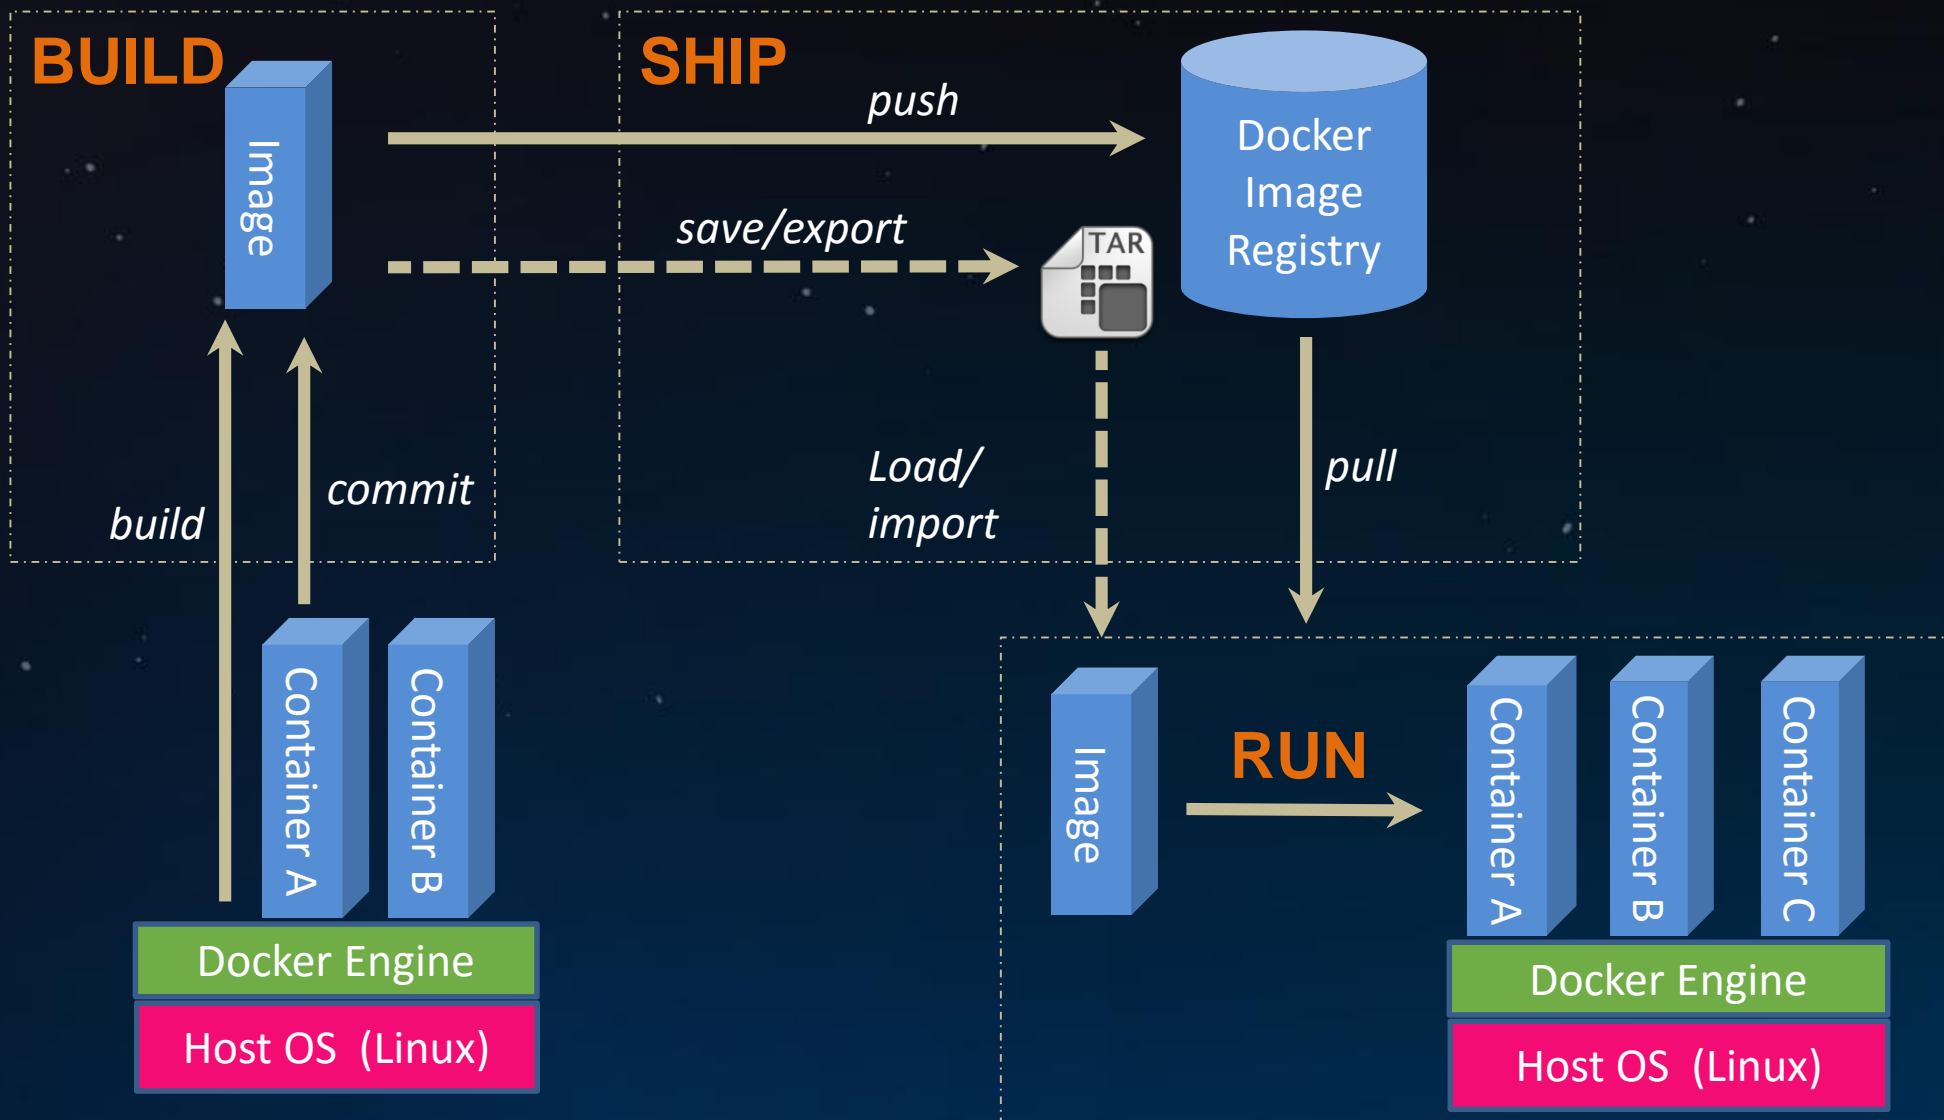 BUILD
Image
build
commit
Container A
Container B
Docker Engine
Host OS (Linux)
SHIP
push
save/export
TAR
Docker
Image
Registry
Load/
import
pull
Image
RUN
Container A
Container B
Container C
Docker Engine
Host OS (Linux)